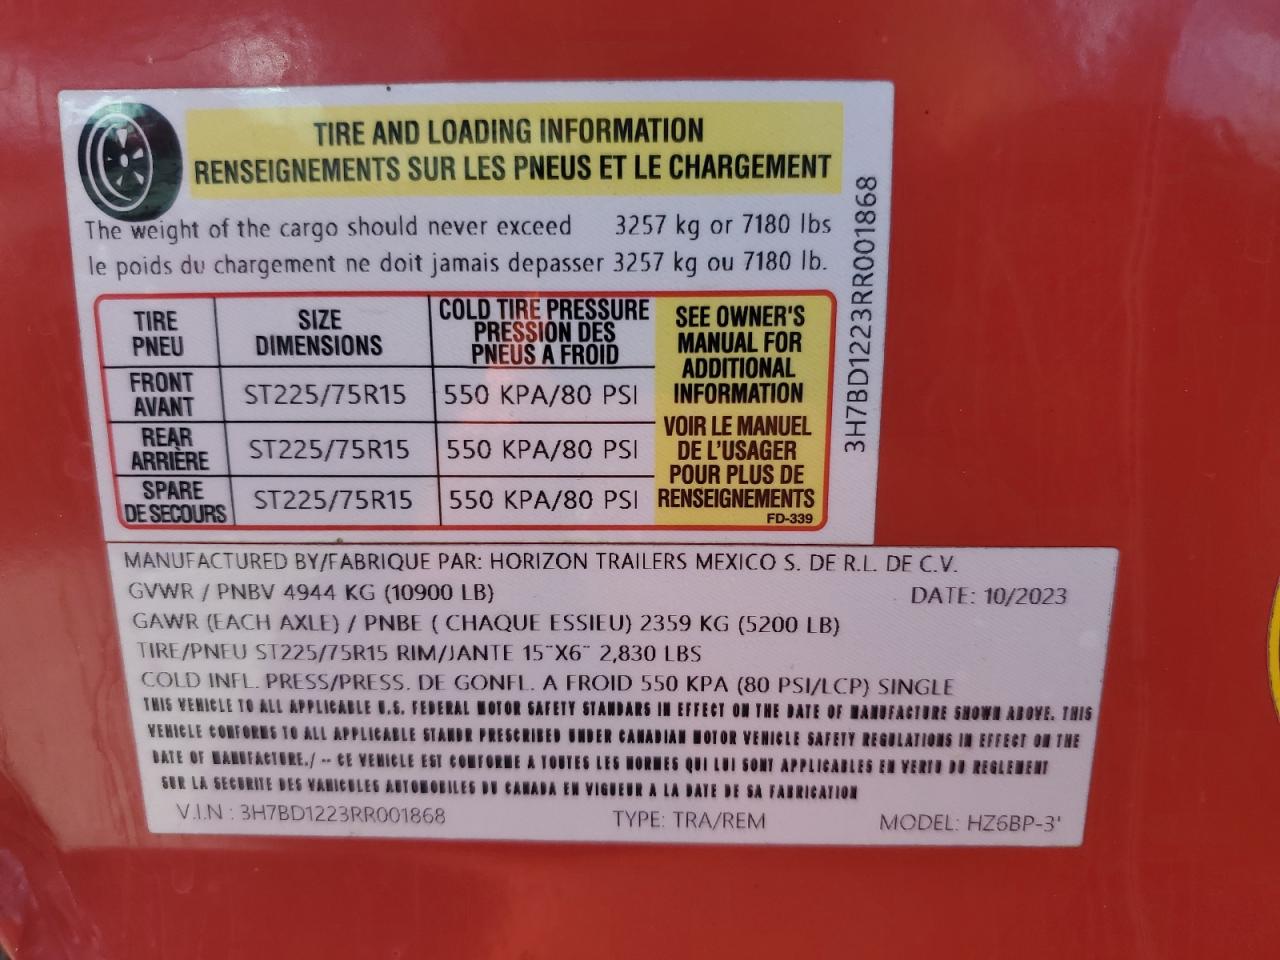 TIRE AND LOADING INFORMATION
RENSEIGNEMENTS SUR LES PNEUS ET LE CHARGEMENT
The weight of the cargo should never exceed 3257 kg or 7180 lbs
le poids du chargement ne doit jamais depasser 3257 kg ou 7180 lb.
TIRE
PNEU
SIZE
DIMENSIONS
COLD TIRE PRESSURE
PRESSION DES
PNEUS A FROID
FRONT
AVANT
ST225/75R15
550 KPA/80 PSI
REAR
ARRIÈRE
ST225/75R15
550 KPA/80 PSI
SPARE
DE SECOURS
ST225/75R15
550 KPA/80 PSI
SEE OWNER'S
MANUAL FOR
ADDITIONAL
INFORMATION
VOIR LE MANUEL
DE L'USAGER
POUR PLUS DE
RENSEIGNEMENTS
FD-339
3H7BD1223RR001868
MANUFACTURED BY/FABRIQUE PAR: HORIZON TRAILERS MEXICO S. DE R.L. DE C.V.
GVWR / PNBV 4944 KG (10900 LB) DATE: 10/2023
GAWR (EACH AXLE) / PNBE ( CHAQUE ESSIEU) 2359 KG (5200 LB)
TIRE/PNEU ST225/75R15 RIM/JANTE 15"X6" 2,830 LBS
COLD INFL. PRESS/PRESS. DE GONFL. A FROID 550 KPA (80 PSI/LCP) SINGLE
THIS VEHICLE TO ALL APPLICABLE U.S. FEDERAL MOTOR SAFETY STANDARS IN EFFECT ON THE DATE OF MANUFACTURE SHOWN ABOVE. THIS
VEHICLE CONFORMS TO ALL APPLICABLE STANDR PRESCRIBED UNDER CANADIAN MOTOR VEHICLE SAFETY REGULATIONS IN EFFECT ON THE
DATE OF MANUFACTURE./ -- CE VEHICLE EST CONFORME A TOUTES LES NORMES QUI LUI SONT APPLICABLES EN VERTU DU REGLEMENT
SUR LA SECURITE DES VAHICULES AUTOMOBILES DU CANADA EN VIGUEUR A LA DATE DE SA FABRICATION
V.I.N : 3H7BD1223RR001868 TYPE: TRA/REM MODEL: HZ6BP-3'